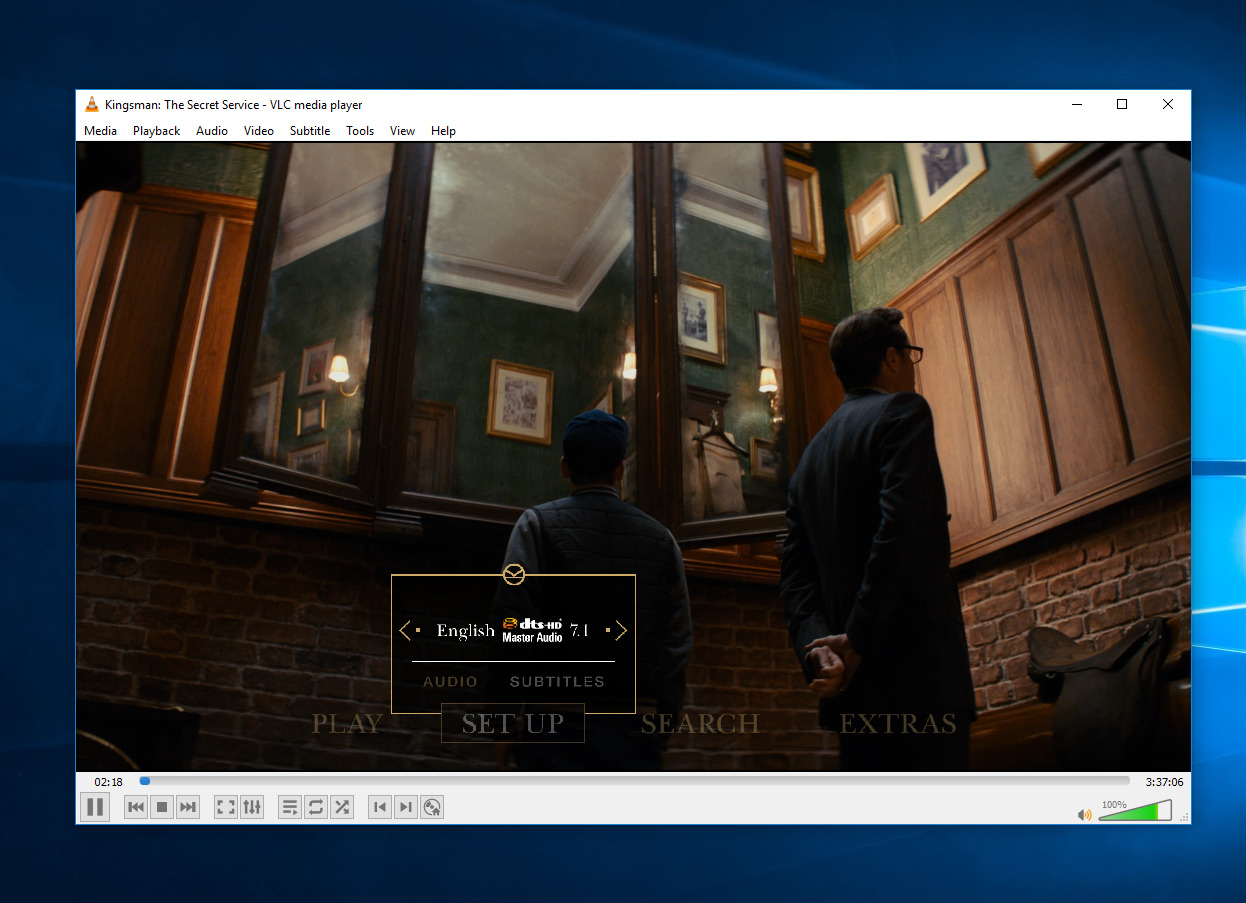 Kingsman: The Secret Service - VLC media player
Media Playback Audio Video Subtitle Tools View Help
English dts-HD Master Audio 7.1
AUDIO SUBTITLES
PLAY SET UP SEARCH EXTRAS
02:18 3:37:06
100%